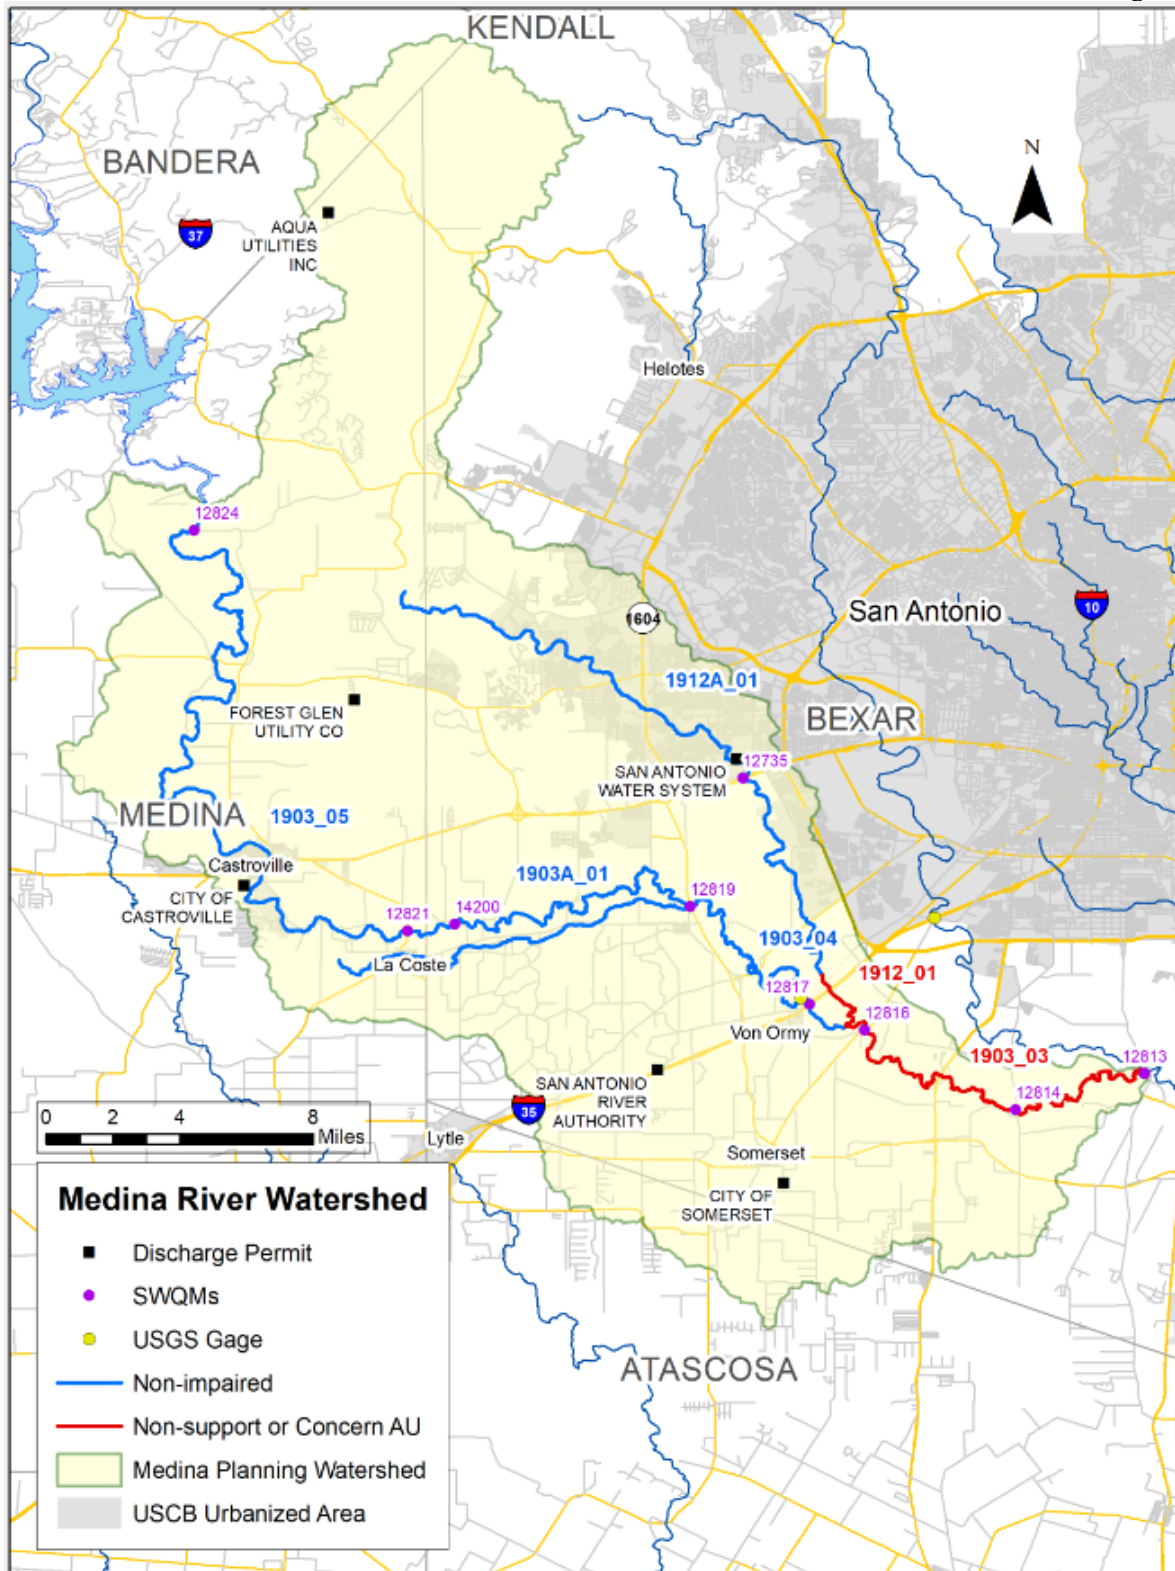 KENDALL
BANDERA
N
37
AQUA
UTILITIES
INC
Helotes
12824
1604
San Antonio
10
1912A_01
FOREST GLEN
UTILITY CO
BEXAR
12735
SAN ANTONIO
WATER SYSTEM
MEDINA
1903_05
Castroville
1903A_01
CITY OF
CASTROVILLE
12819
12821
14200
1903_04
La Coste
1912_01
12817
12816
Von Ormy
1903_03
12813
SAN ANTONIO
RIVER
AUTHORITY
12814
35
0 2 4 8
Miles
Lytle
Somerset
CITY OF
SOMERSET
Medina River Watershed
Discharge Permit
SWQMs
USGS Gage
Non-impaired
ATASCOSA
Non-support or Concern AU
Medina Planning Watershed
USCB Urbanized Area